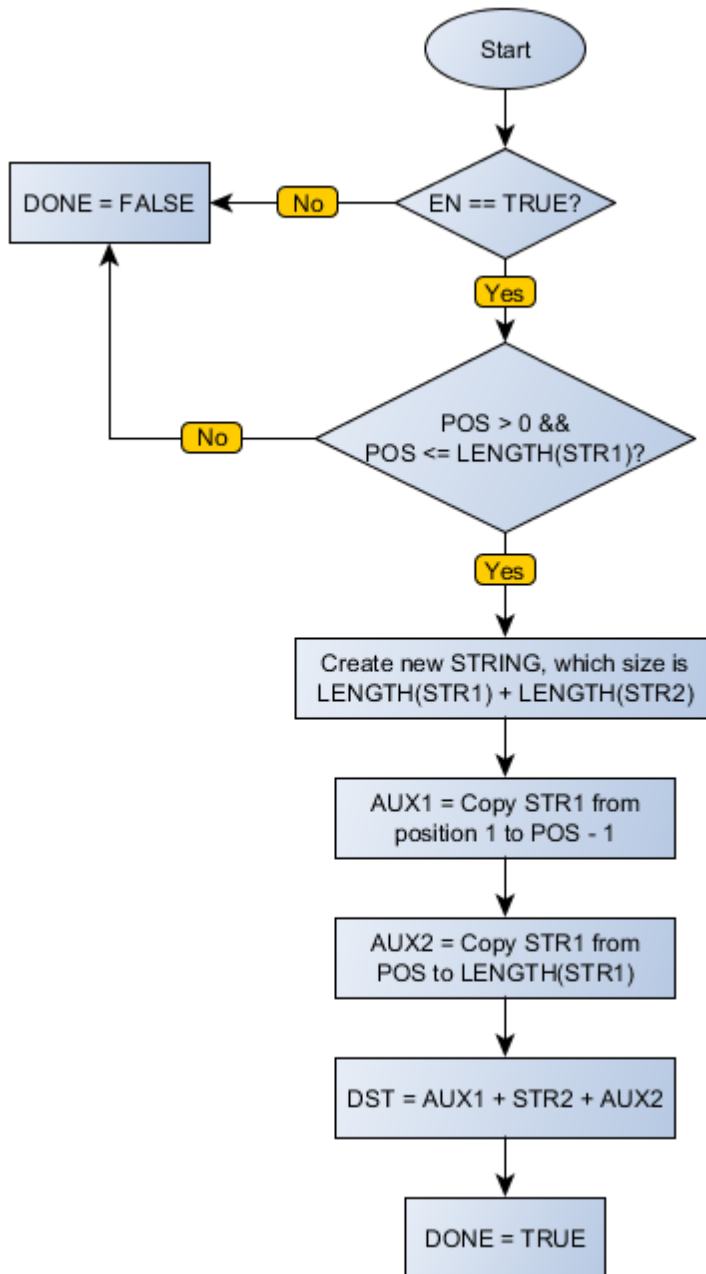 Start
EN == TRUE?
No
DONE = FALSE
Yes
POS > 0 &&
POS <= LENGTH(STR1)?
No
Yes
Create new STRING, which size is
LENGTH(STR1) + LENGTH(STR2)
AUX1 = Copy STR1 from
position 1 to POS - 1
AUX2 = Copy STR1 from
POS to LENGTH(STR1)
DST = AUX1 + STR2 + AUX2
DONE = TRUE